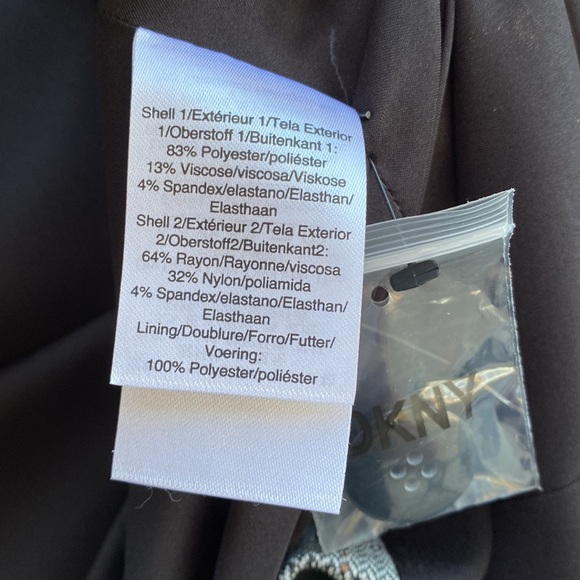 Shell 1/Extérieur 1/Tela Exterior
1/Oberstoff 1/Buitenkant 1:
83% Polyester/poliéster
13% Viscose/viscosa/Viskose
4% Spandex/elastano/Elasthan/
Elasthaan
Shell 2/Extérieur 2/Tela Exterior
2/Oberstoff2/Buitenkant2:
64% Rayon/Rayonne/viscosa
32% Nylon/poliamida
4% Spandex/elastano/Elasthan/
Elasthaan
Lining/Doublure/Forro/Futter/
Voering:
100% Polyester/poliéster
DKNY